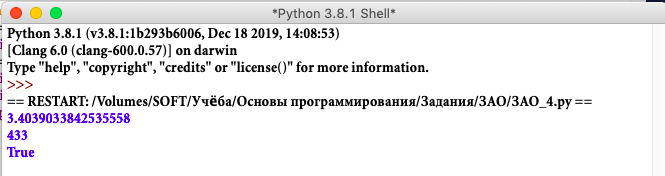 *Python 3.8.1 Shell*
Python 3.8.1 (v3.8.1:1b293b6006, Dec 18 2019, 14:08:53)
[Clang 6.0 (clang-600.0.57)] on darwin
Type "help", "copyright", "credits" or "license()" for more information.
>>>
== RESTART: /Volumes/SOFT/Учёба/Основы программирования/Задания/ЗАО/ЗАО_4.py ==
3.4039033842535558
433
True